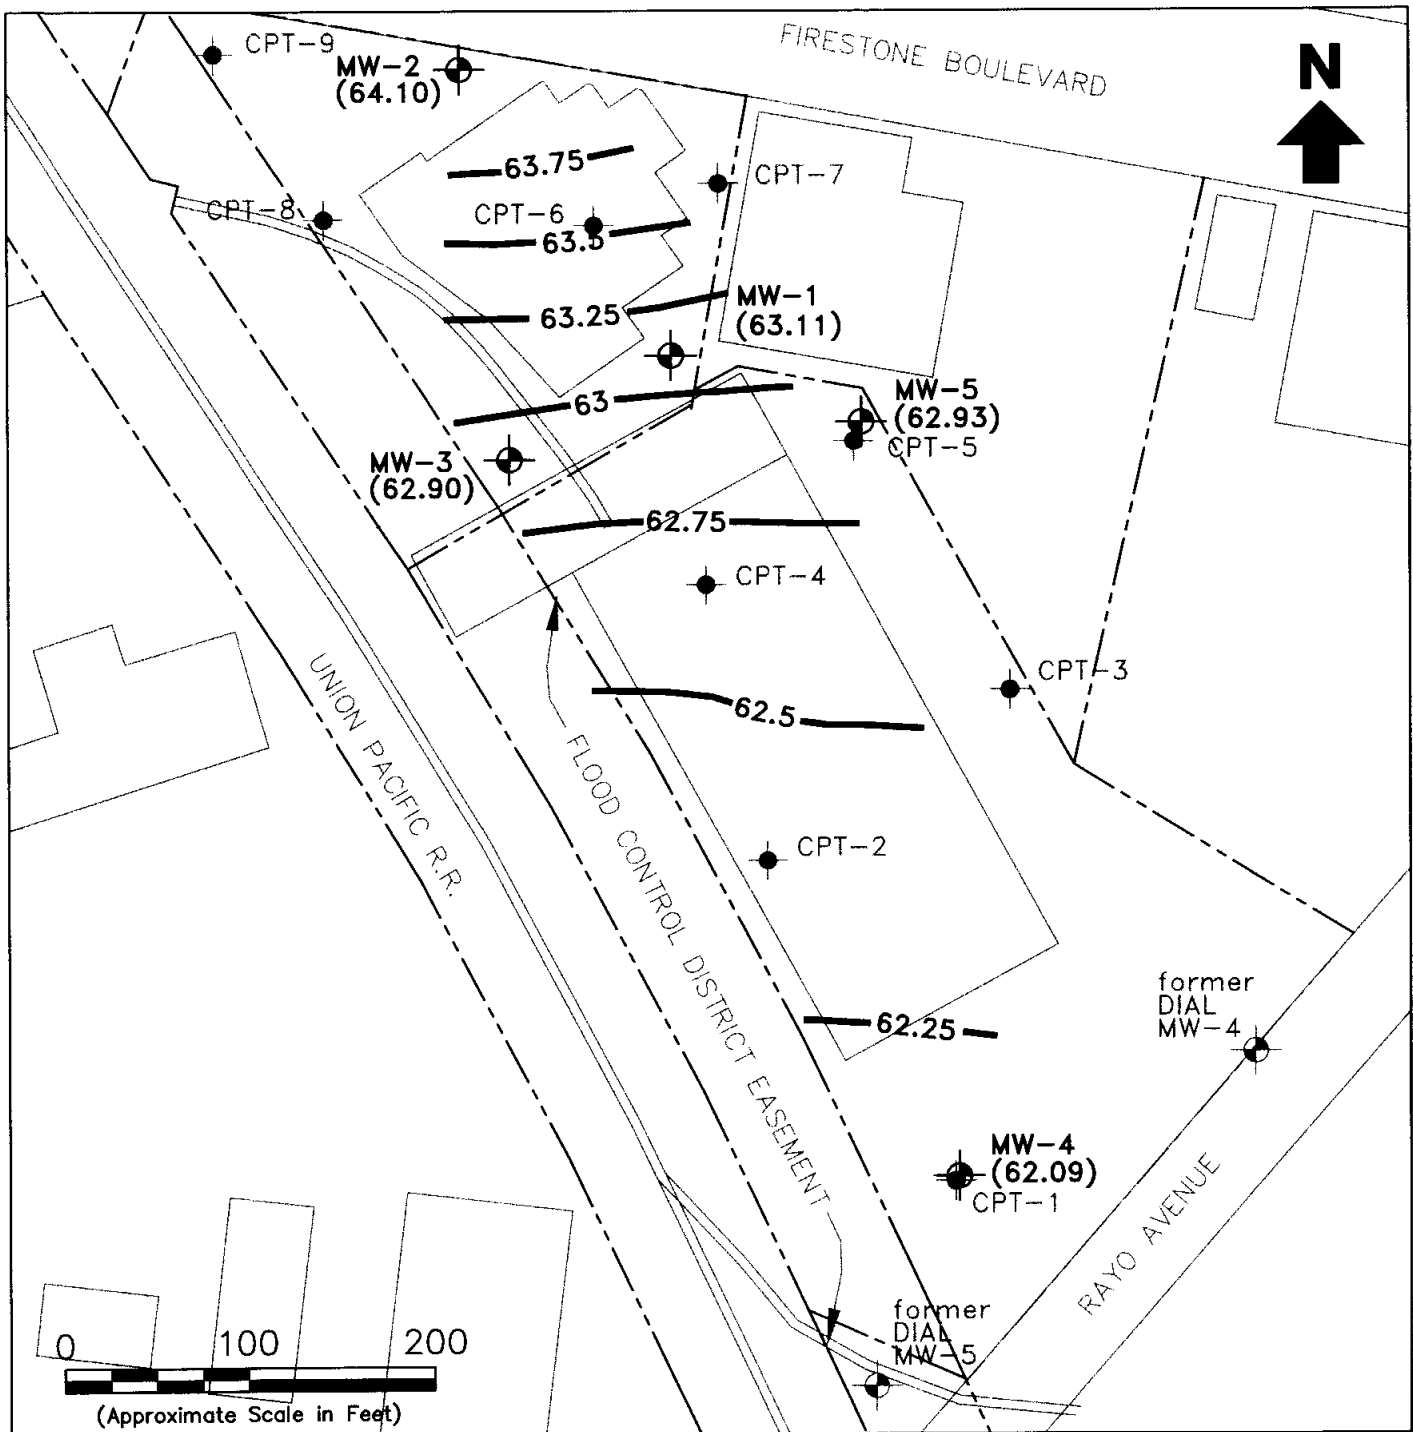 FIRESTONE BOULEVARD
N
CPT-9
MW-2
(64.10)
63.75
CPT-7
CPT-8
CPT-6
63.5
63.25
MW-1
(63.11)
63
MW-5
(62.93)
CPT-5
MW-3
(62.90)
62.75
CPT-4
CPT-3
62.5
UNION PACIFIC R.R.
FLOOD CONTROL DISTRICT EASEMENT
CPT-2
62.25
former
DIAL
MW-4
MW-4
(62.09)
CPT-1
RAYO AVENUE
former
DIAL
MW-5
0 100 200
(Approximate Scale in Feet)